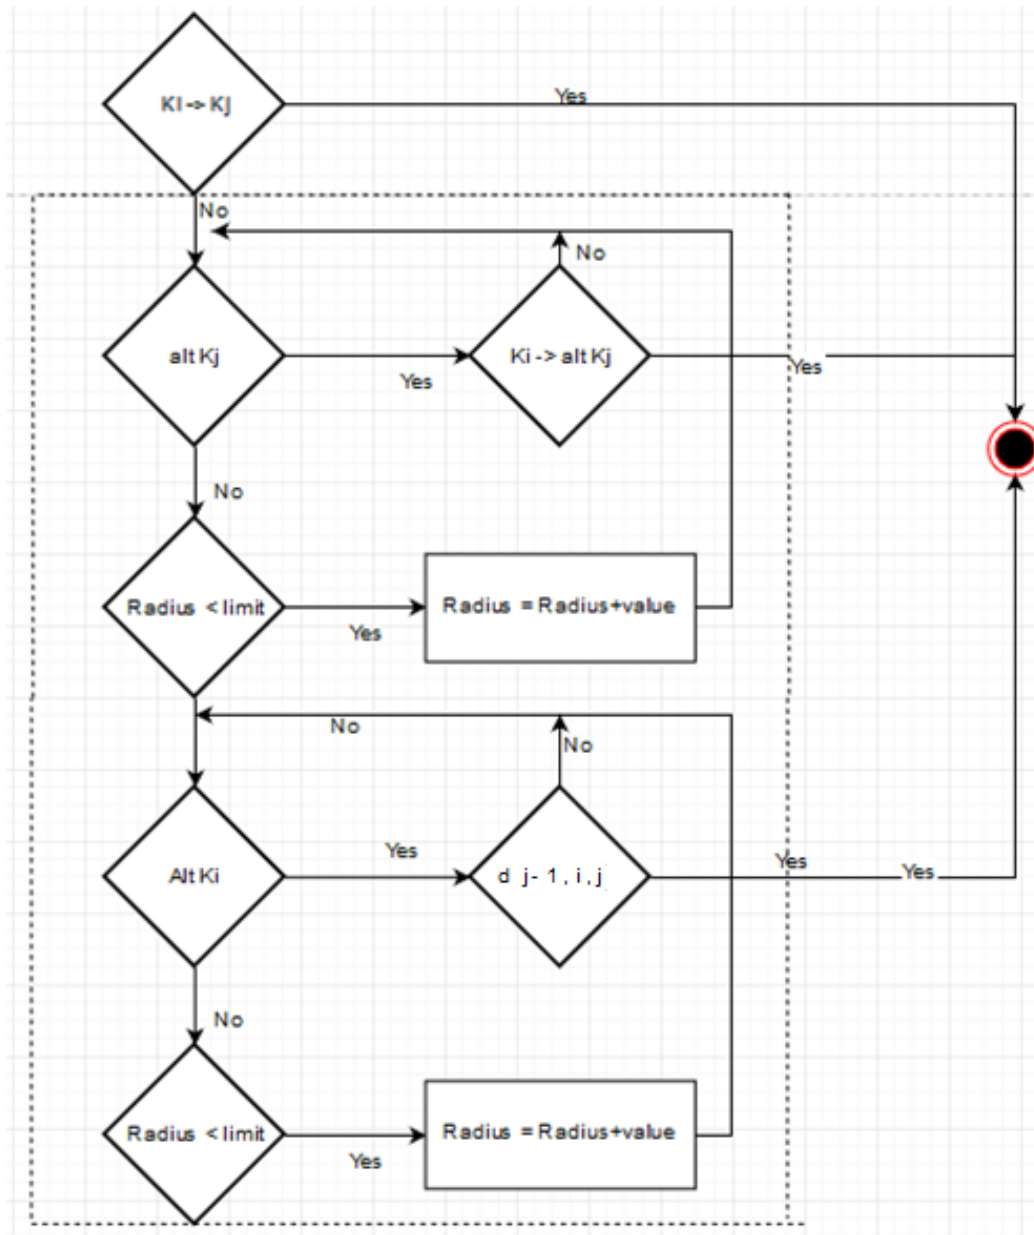 Ki -> Kj
Yes
No
No
alt Kj
Ki -> alt Kj
Yes
Yes
No
Radius < limit
Radius = Radius+value
Yes
No
No
Yes
Alt Ki
d j- 1 , i , j
Yes
Yes
No
Radius < limit
Radius = Radius+value
Yes